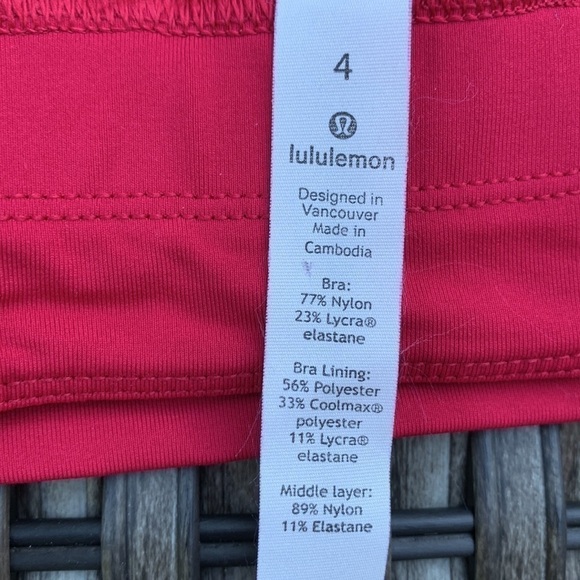 4
lululemon
Designed in
Vancouver
Made in
Cambodia
Bra:
77% Nylon
23% Lycra®
elastane
Bra Lining:
56% Polyester
33% Coolmax®
polyester
11% Lycra®
elastane
Middle layer:
89% Nylon
11% Elastane